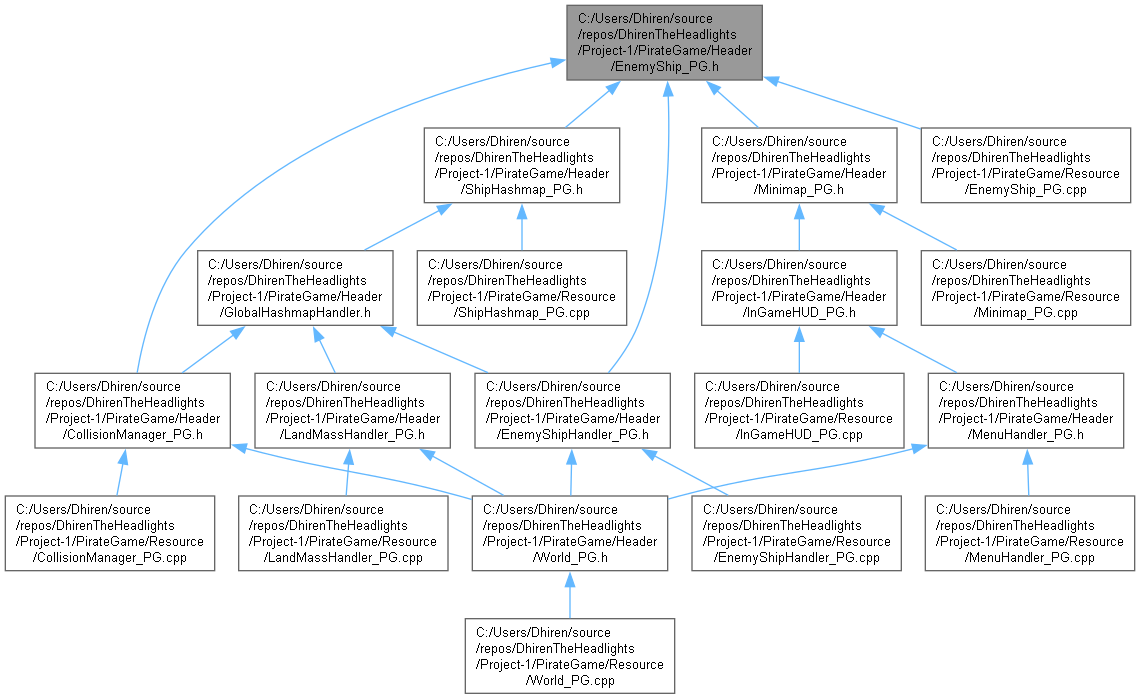 C:/Users/Dhiren/source
/repos/DhirenTheHeadlights
/Project-1/PirateGame/Header
/EnemyShip_PG.h
C:/Users/Dhiren/source
/repos/DhirenTheHeadlights
/Project-1/PirateGame/Header
/ShipHashmap_PG.h
C:/Users/Dhiren/source
/repos/DhirenTheHeadlights
/Project-1/PirateGame/Header
/Minimap_PG.h
C:/Users/Dhiren/source
/repos/DhirenTheHeadlights
/Project-1/PirateGame/Resource
/EnemyShip_PG.cpp
C:/Users/Dhiren/source
/repos/DhirenTheHeadlights
/Project-1/PirateGame/Header
/GlobalHashmapHandler.h
C:/Users/Dhiren/source
/repos/DhirenTheHeadlights
/Project-1/PirateGame/Resource
/ShipHashmap_PG.cpp
C:/Users/Dhiren/source
/repos/DhirenTheHeadlights
/Project-1/PirateGame/Header
/InGameHUD_PG.h
C:/Users/Dhiren/source
/repos/DhirenTheHeadlights
/Project-1/PirateGame/Resource
/Minimap_PG.cpp
C:/Users/Dhiren/source
/repos/DhirenTheHeadlights
/Project-1/PirateGame/Header
/CollisionManager_PG.h
C:/Users/Dhiren/source
/repos/DhirenTheHeadlights
/Project-1/PirateGame/Header
/LandMassHandler_PG.h
C:/Users/Dhiren/source
/repos/DhirenTheHeadlights
/Project-1/PirateGame/Header
/EnemyShipHandler_PG.h
C:/Users/Dhiren/source
/repos/DhirenTheHeadlights
/Project-1/PirateGame/Resource
/InGameHUD_PG.cpp
C:/Users/Dhiren/source
/repos/DhirenTheHeadlights
/Project-1/PirateGame/Header
/MenuHandler_PG.h
C:/Users/Dhiren/source
/repos/DhirenTheHeadlights
/Project-1/PirateGame/Resource
/CollisionManager_PG.cpp
C:/Users/Dhiren/source
/repos/DhirenTheHeadlights
/Project-1/PirateGame/Resource
/LandMassHandler_PG.cpp
C:/Users/Dhiren/source
/repos/DhirenTheHeadlights
/Project-1/PirateGame/Header
/World_PG.h
C:/Users/Dhiren/source
/repos/DhirenTheHeadlights
/Project-1/PirateGame/Resource
/EnemyShipHandler_PG.cpp
C:/Users/Dhiren/source
/repos/DhirenTheHeadlights
/Project-1/PirateGame/Resource
/MenuHandler_PG.cpp
C:/Users/Dhiren/source
/repos/DhirenTheHeadlights
/Project-1/PirateGame/Resource
/World_PG.cpp